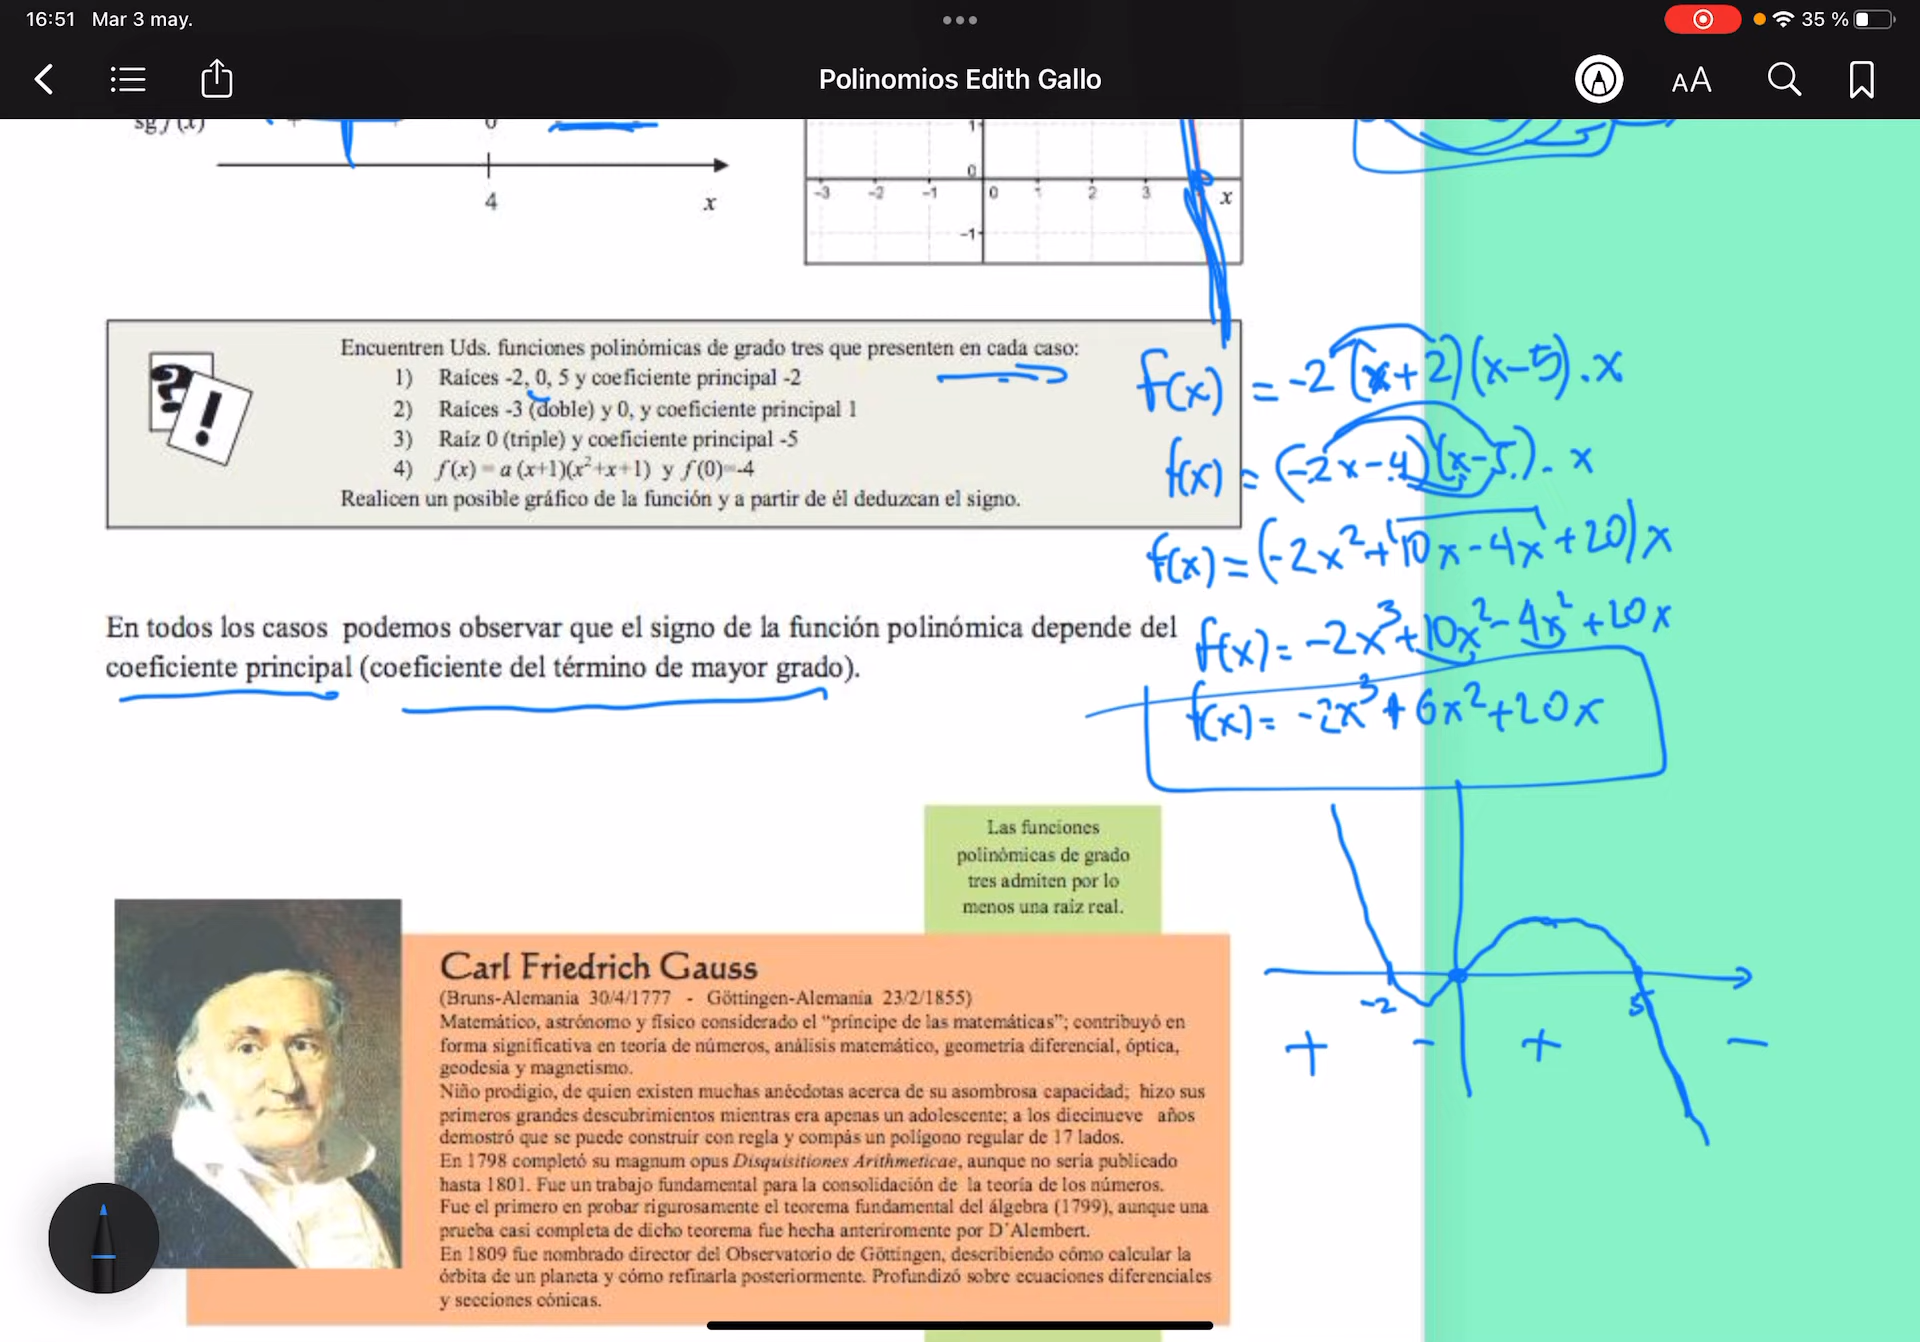 16:51 Mar 3 may.
35 %
Polinomios Edith Gallo
AA
sg f (x)
+ 0
4 x
1
0
-3 -2 -1 0 1 2 3 x
-1
Encuentren Uds. funciones polinómicas de grado tres que presenten en cada caso:
1) Raíces -2, 0, 5 y coeficiente principal -2
2) Raíces -3 (doble) y 0, y coeficiente principal 1
3) Raíz 0 (triple) y coeficiente principal -5
4) f(x) = a (x+1)(x²+x+1) y f(0)=-4
Realicen un posible gráfico de la función y a partir de él deduzcan el signo.
f(x) = -2 (x+2)(x-5).x
f(x) = (-2x-4)(x-5). x
f(x) = (-2x²+10x-4x+20)x
f(x) = -2x³+10x²-4x²+20x
f(x) = -2x³+6x²+20x
En todos los casos podemos observar que el signo de la función polinómica depende del
coeficiente principal (coeficiente del término de mayor grado).
-2 5
+ - + -
Las funciones
polinómicas de grado
tres admiten por lo
menos una raíz real.
Carl Friedrich Gauss
(Bruns-Alemania 30/4/1777 - Göttingen-Alemania 23/2/1855)
Matemático, astrónomo y físico considerado el "príncipe de las matemáticas"; contribuyó en
forma significativa en teoría de números, análisis matemático, geometría diferencial, óptica,
geodesia y magnetismo.
Niño prodigio, de quien existen muchas anécdotas acerca de su asombrosa capacidad; hizo sus
primeros grandes descubrimientos mientras era apenas un adolescente; a los diecinueve años
demostró que se puede construir con regla y compás un polígono regular de 17 lados.
En 1798 completó su magnum opus Disquisitiones Arithmeticae, aunque no sería publicado
hasta 1801. Fue un trabajo fundamental para la consolidación de la teoría de los números.
Fue el primero en probar rigurosamente el teorema fundamental del álgebra (1799), aunque una
prueba casi completa de dicho teorema fue hecha anteriromente por D'Alembert.
En 1809 fue nombrado director del Observatorio de Göttingen, describiendo cómo calcular la
órbita de un planeta y cómo refinarla posteriormente. Profundizó sobre ecuaciones diferenciales
y secciones cónicas.